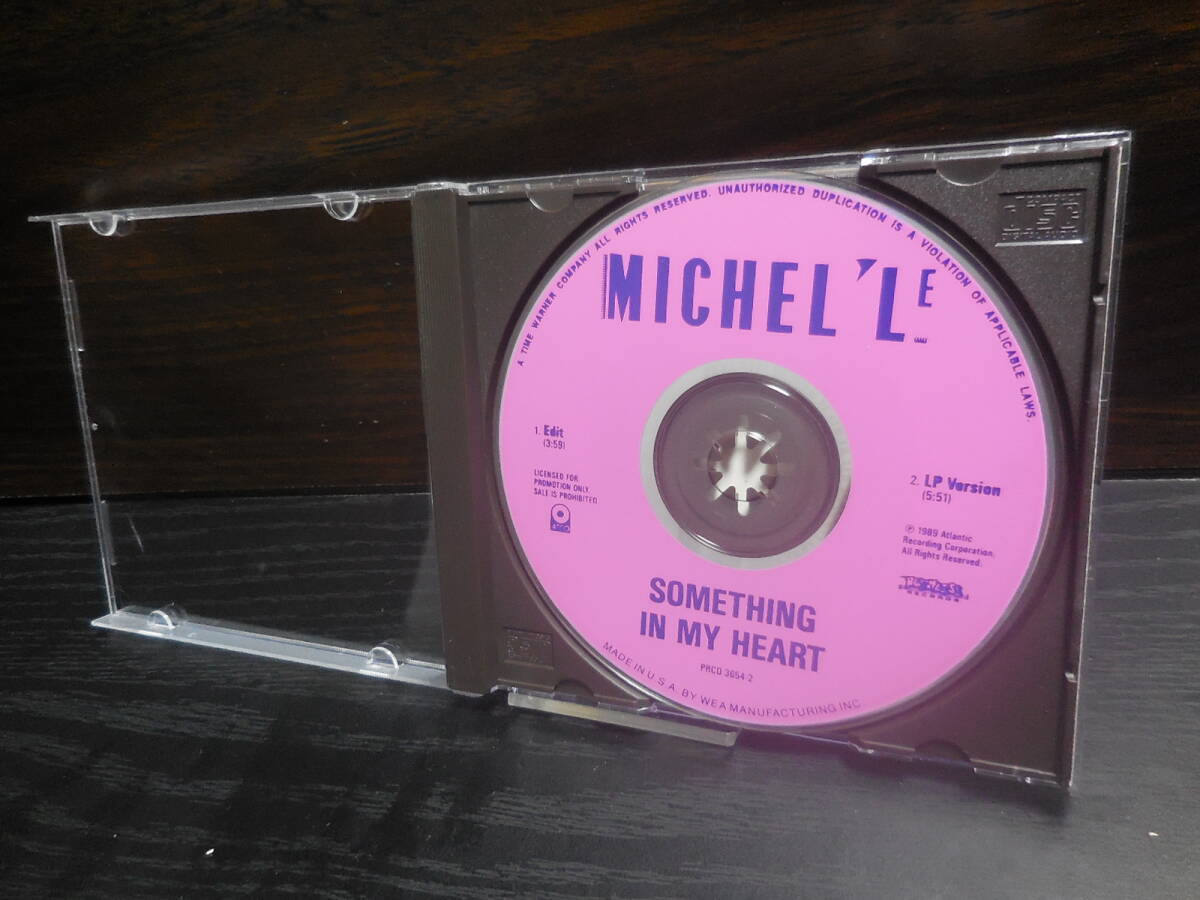 A TIME WARNER COMPANY ALL RIGHTS RESERVED. UNAUTHORIZED DUPLICATION IS A VIOLATION OF APPLICABLE LAWS.
MICHEL'LE
1. Edit
(3:59)
LICENSED FOR
PROMOTION ONLY.
SALE IS PROHIBITED
ATCO
2. LP Version
(5:51)
℗ 1989 Atlantic
Recording Corporation.
All Rights Reserved.
RECORDS
SOMETHING
IN MY HEART
PRCD 3654-2
MADE IN U.S.A. BY WEA MANUFACTURING INC